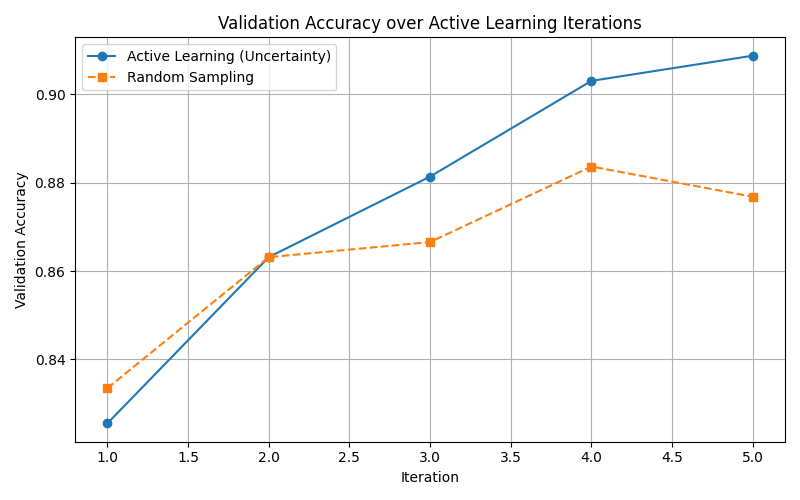 Validation Accuracy over Active Learning Iterations
Active Learning (Uncertainty)
Random Sampling
Validation Accuracy
0.90
0.88
0.86
0.84
1.0 1.5 2.0 2.5 3.0 3.5 4.0 4.5 5.0
Iteration